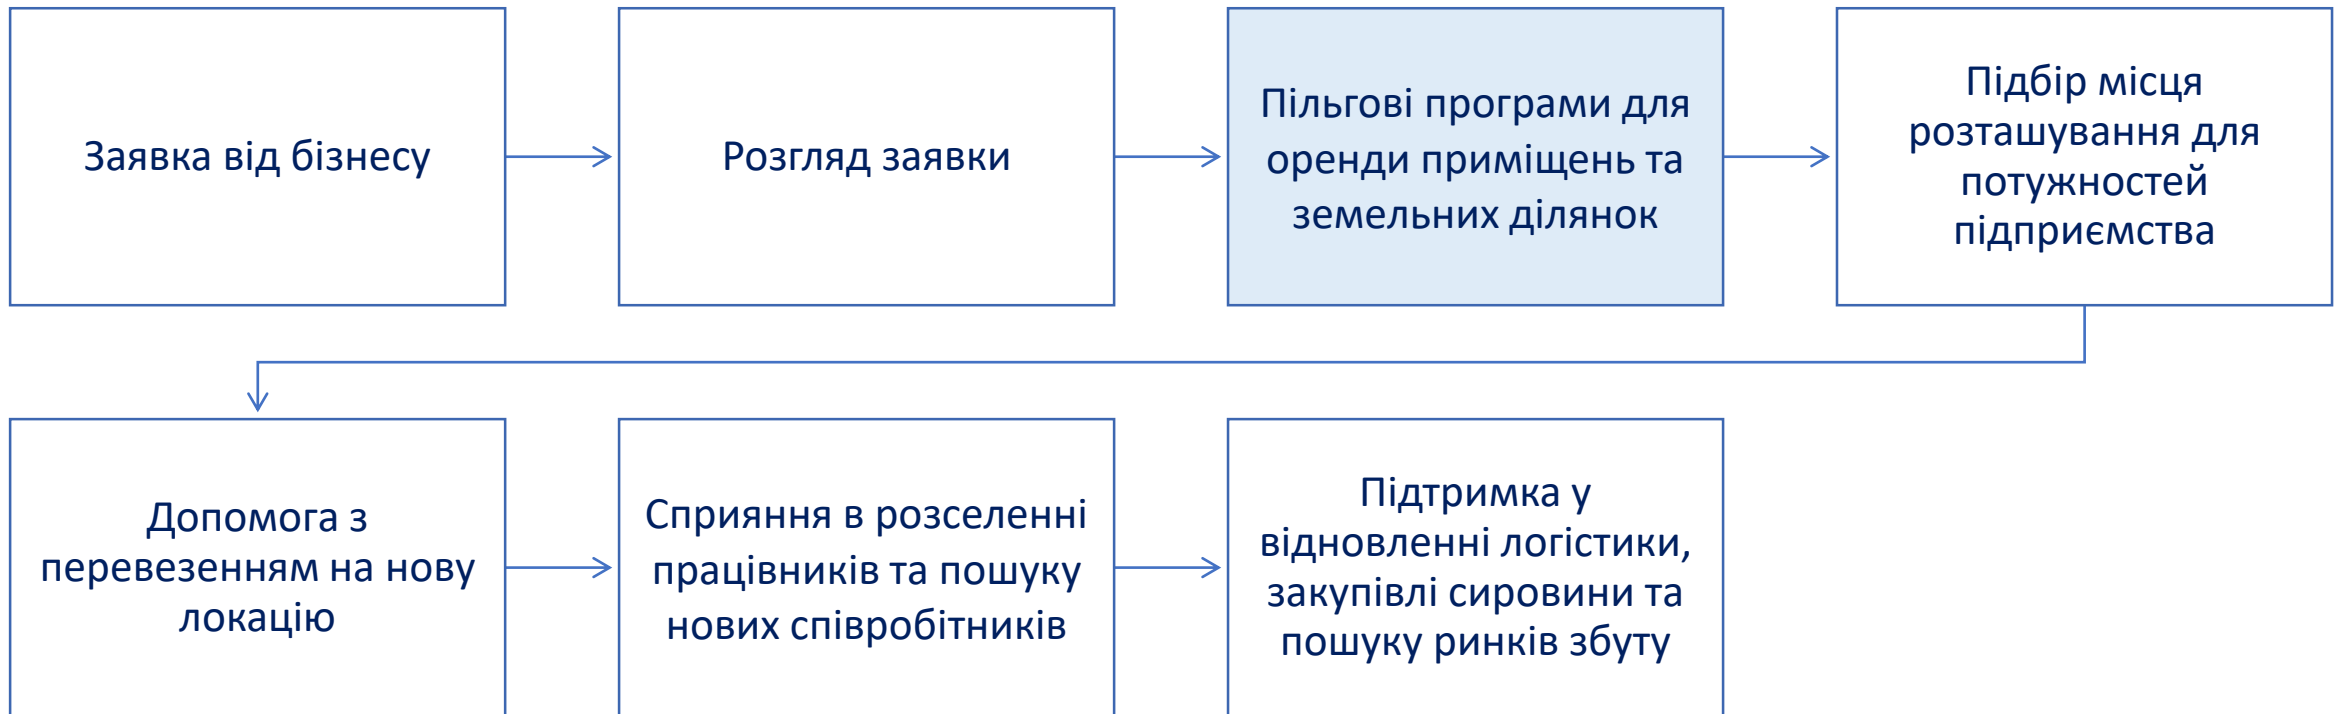 Заявка від бізнесу
Розгляд заявки
Пільгові програми для
оренди приміщень та
земельних ділянок
Підбір місця
розташування для
потужностей
підприємства
Допомога з
перевезенням на нову
локацію
Сприяння в розселенні
працівників та пошуку
нових співробітників
Підтримка у
відновленні логістики,
закупівлі сировини та
пошуку ринків збуту